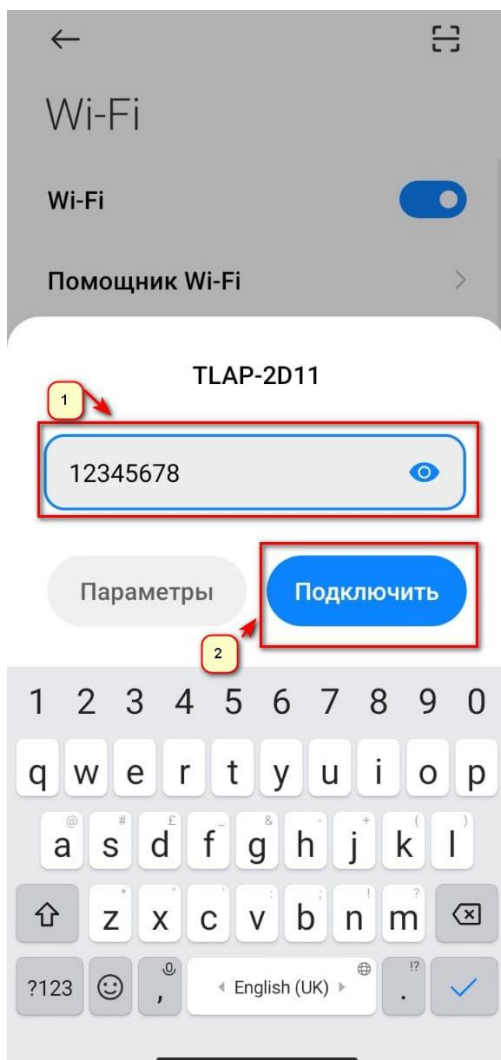 Wi-Fi
Wi-Fi
Помощник Wi-Fi
TLAP-2D11
1
12345678
Параметры
Подключить
2
1 2 3 4 5 6 7 8 9 0
q w e r t y u i o p
@ # £ _ & - + ( )
a s d f g h j k l
* " ' : ; ! ?
z x c v b n m
!?
?123 , English (UK) .